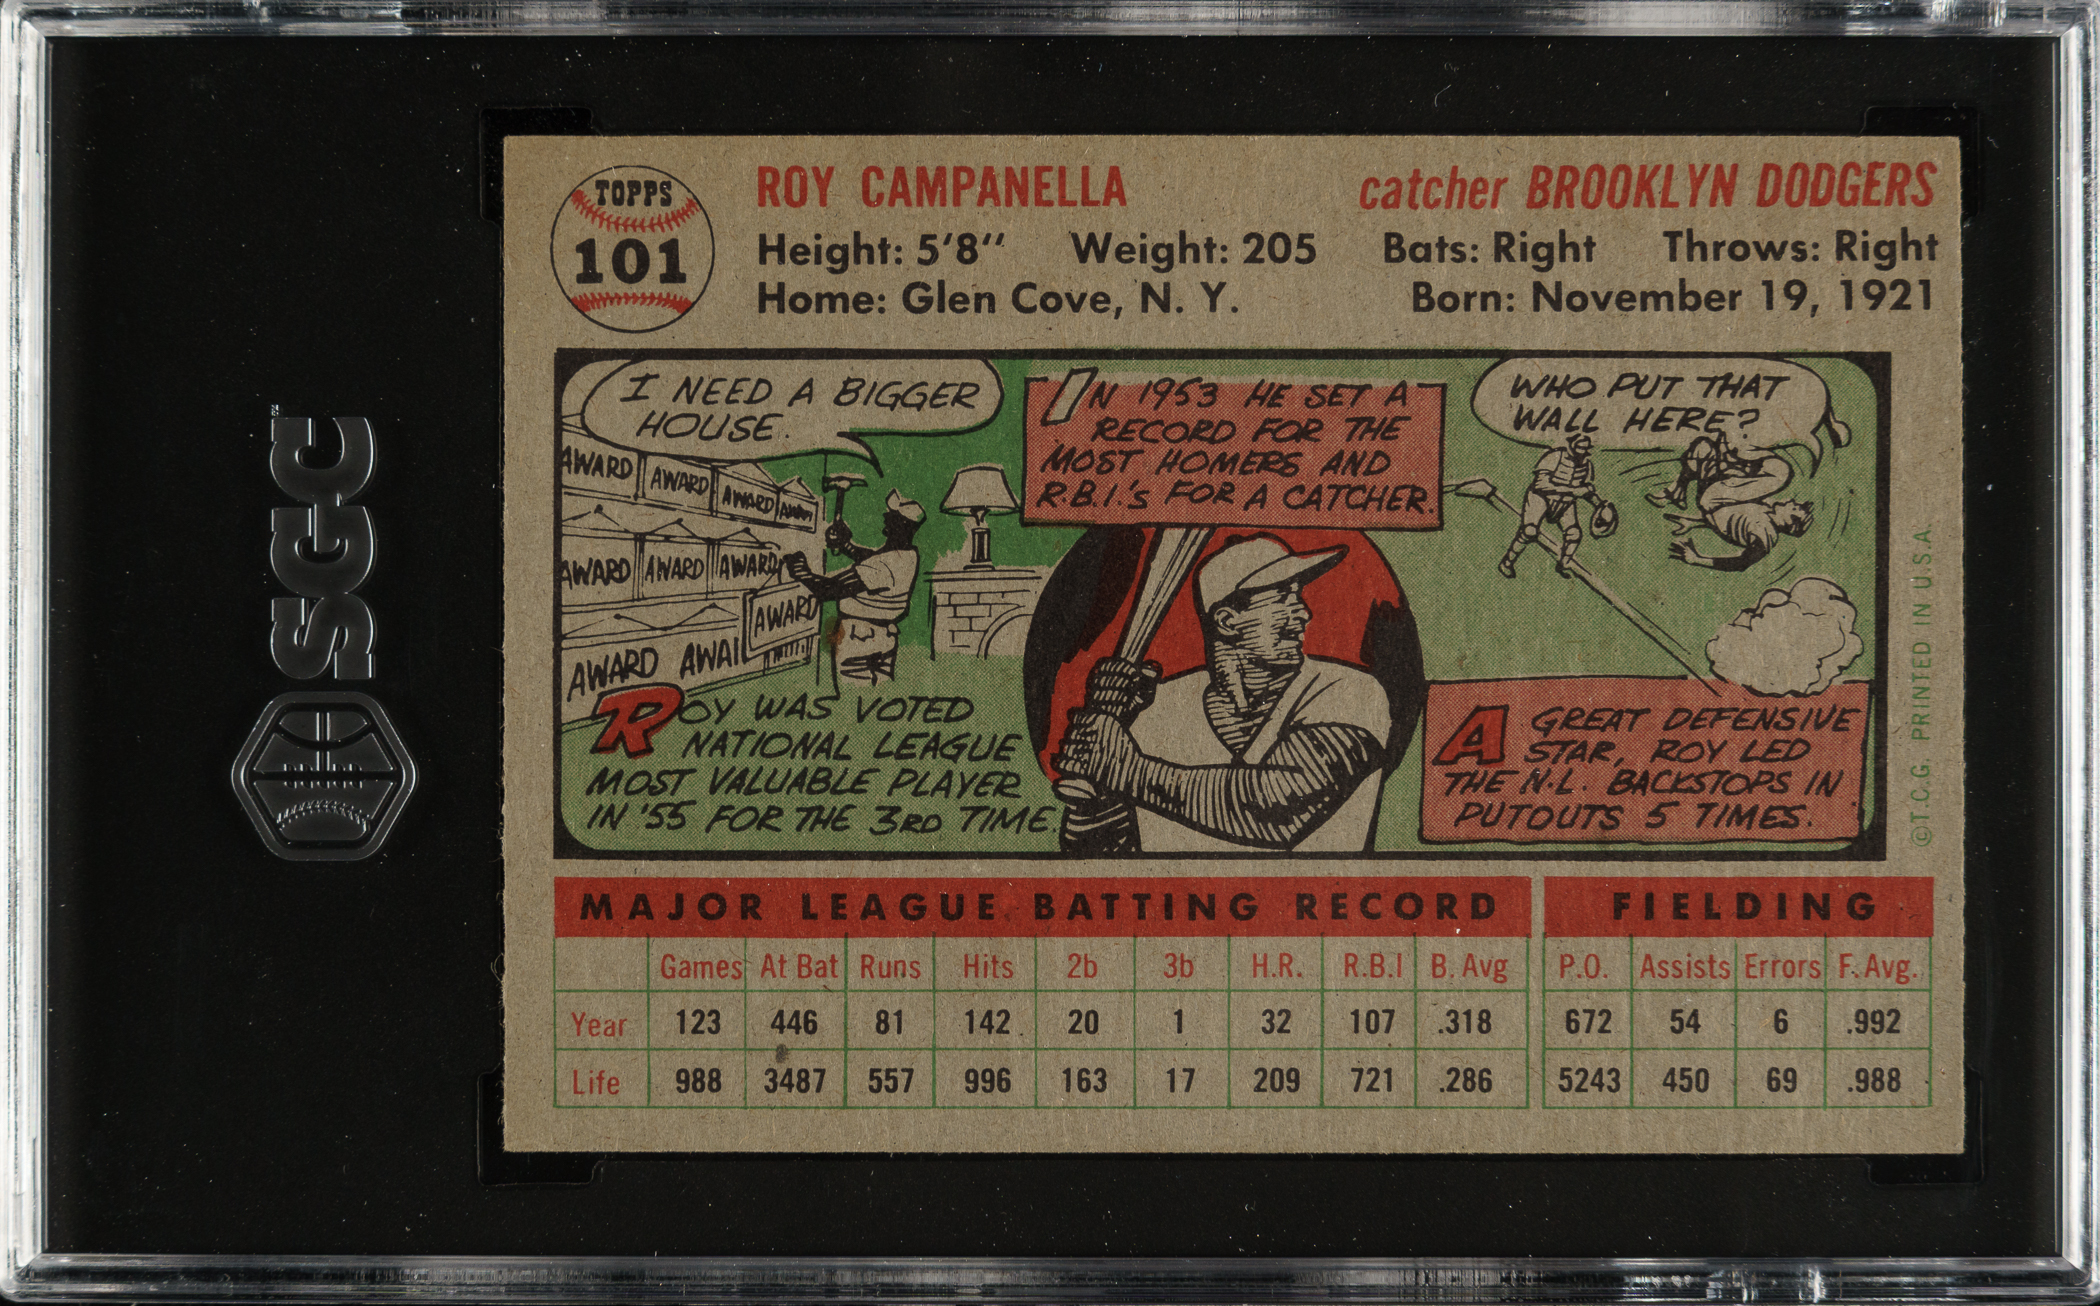 SGC
TOPPS
101
ROY CAMPANELLA
catcher BROOKLYN DODGERS
Height: 5'8" Weight: 205 Bats: Right Throws: Right
Home: Glen Cove, N. Y. Born: November 19, 1921
I NEED A BIGGER
HOUSE.
AWARD AWARD AWARD AWARD
AWARD AWARD AWARD
AWARD
AWARD AWAR
ROY WAS VOTED
NATIONAL LEAGUE
MOST VALUABLE PLAYER
IN '55 FOR THE 3RD TIME.
IN 1953 HE SET A
RECORD FOR THE
MOST HOMERS AND
R.B.I.'s FOR A CATCHER.
WHO PUT THAT
WALL HERE?
A GREAT DEFENSIVE
STAR, ROY LED
THE N.L. BACKSTOPS IN
PUTOUTS 5 TIMES.
©T.C.G. PRINTED IN U.S.A.
MAJOR LEAGUE BATTING RECORD FIELDING
Games At Bat Runs Hits 2b 3b H.R. R.B.I B. Avg P.O. Assists Errors F. Avg.
Year 123 446 81 142 20 1 32 107 .318 672 54 6 .992
Life 988 3487 557 996 163 17 209 721 .286 5243 450 69 .988